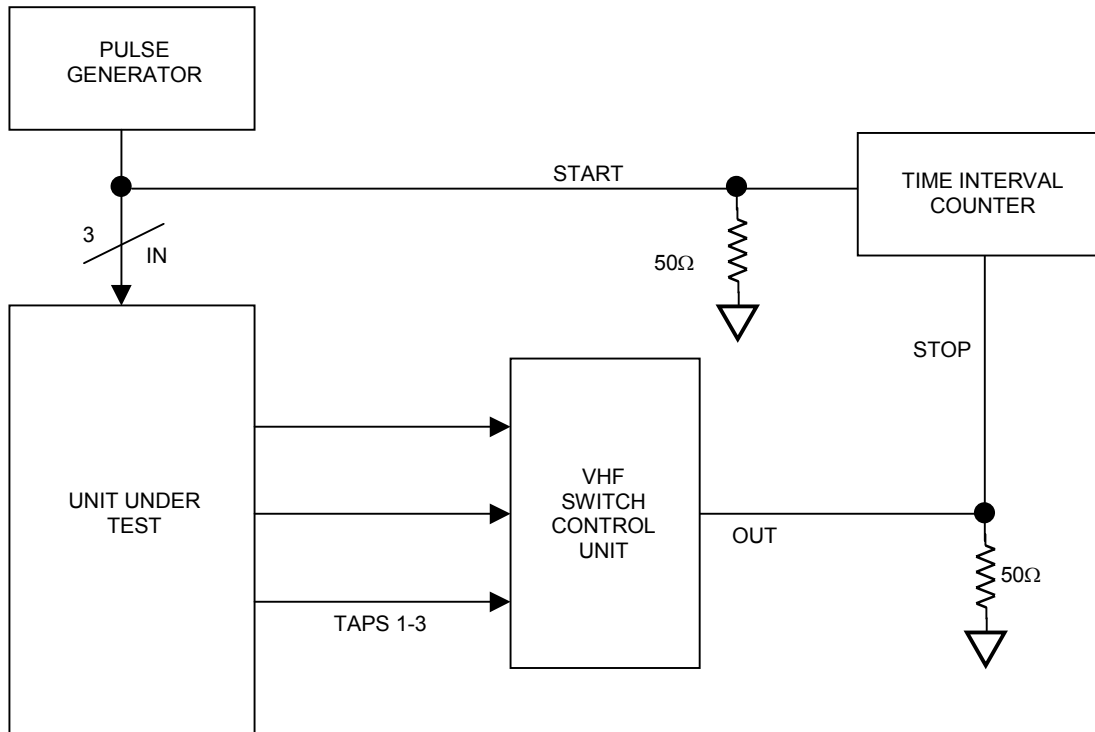 PULSE
GENERATOR
START
TIME INTERVAL
COUNTER
3
IN
50Ω
STOP
UNIT UNDER
TEST
VHF
SWITCH
CONTROL
UNIT
OUT
50Ω
TAPS 1-3